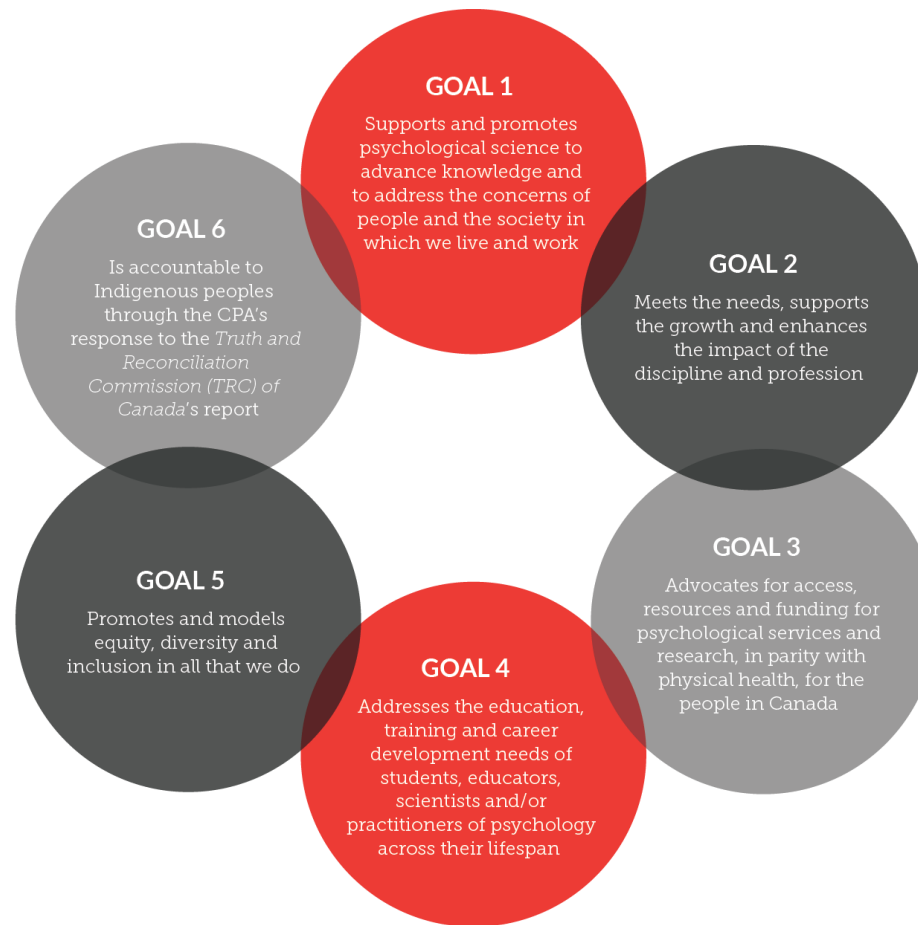 GOAL 1
Supports and promotes
psychological science to
advance knowledge and
to address the concerns of
people and the society in
which we live and work
GOAL 2
Meets the needs, supports
the growth and enhances
the impact of the
discipline and profession
GOAL 3
Advocates for access,
resources and funding for
psychological services and
research, in parity with
physical health, for the
people in Canada
GOAL 4
Addresses the education,
training and career
development needs of
students, educators,
scientists and/or
practitioners of psychology
across their lifespan
GOAL 5
Promotes and models
equity, diversity and
inclusion in all that we do
GOAL 6
Is accountable to
Indigenous peoples
through the CPA's
response to the Truth and
Reconciliation
Commission (TRC) of
Canada's report